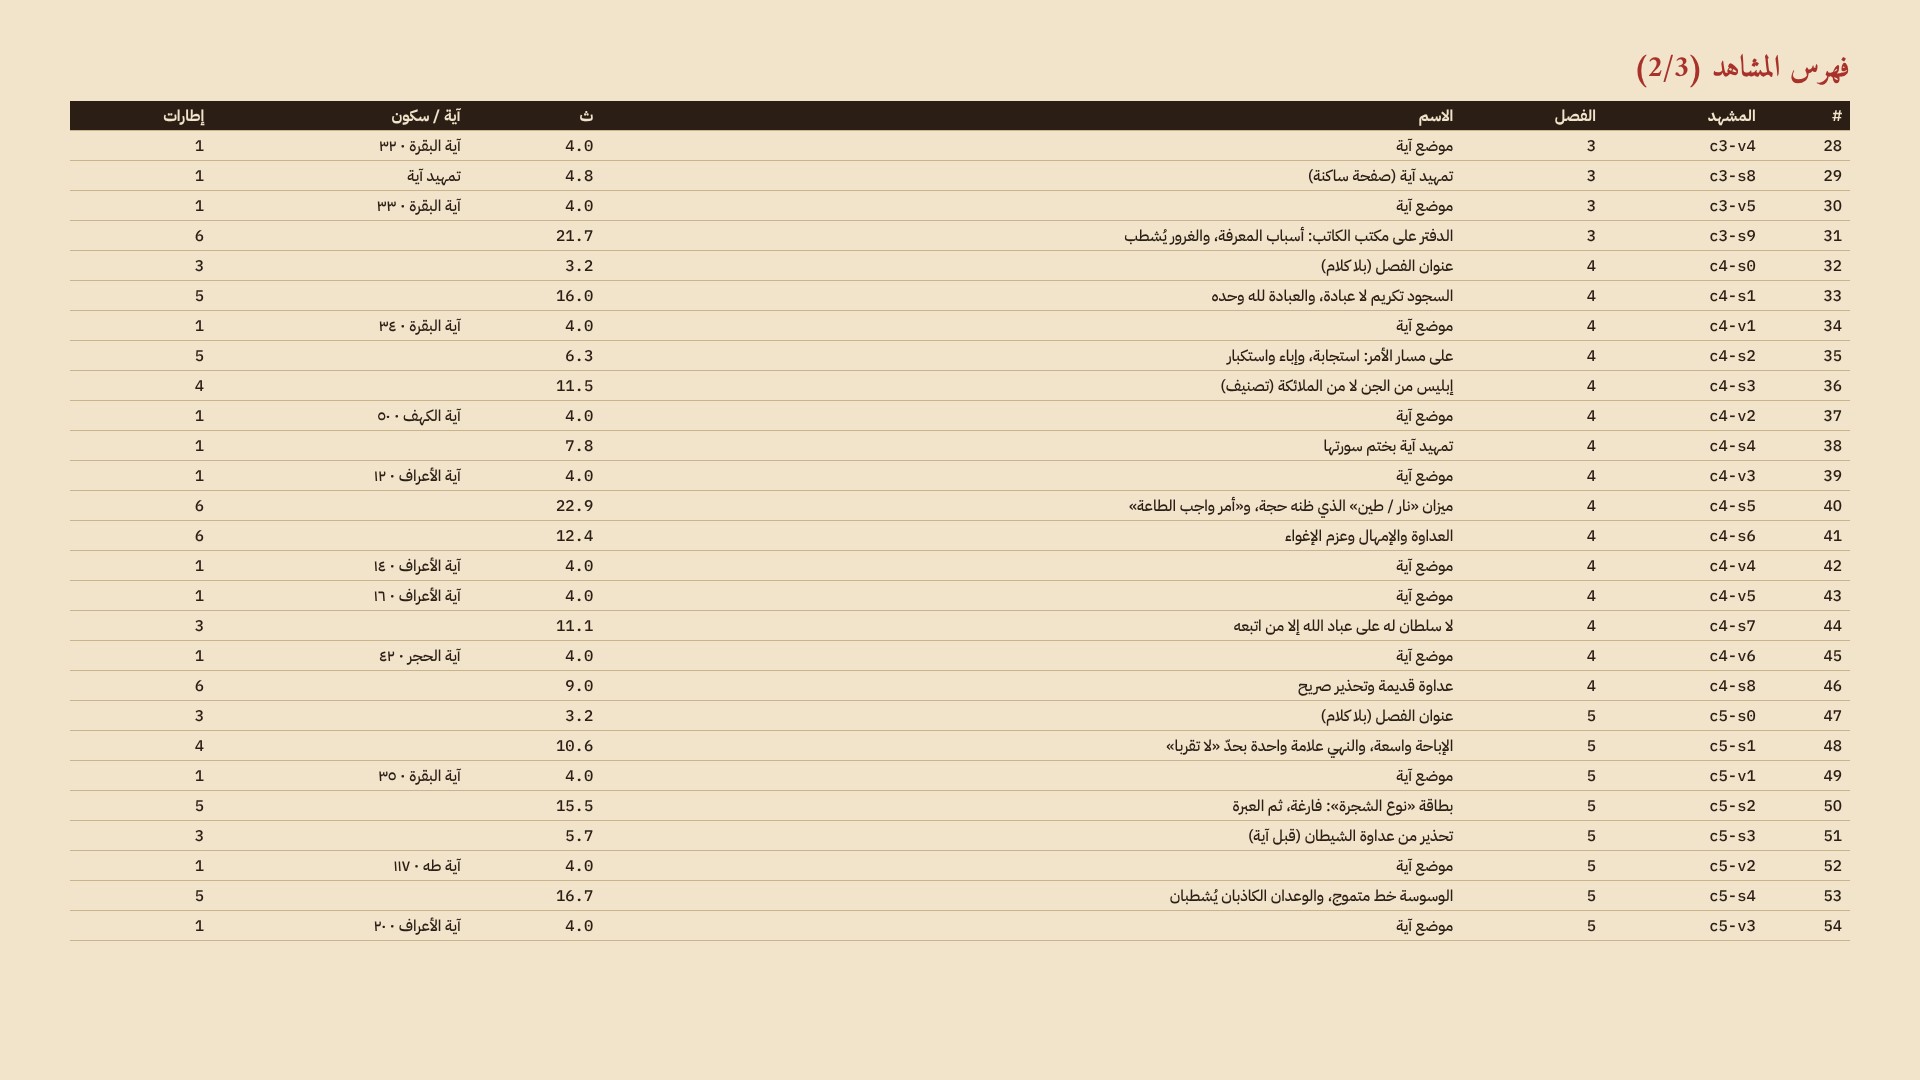 فهرس المشاهد (2/3)
# المشهد الفصل الاسم ث آية / سكون إطارات
28 c3-v4 3 موضع آية 4.0 آية البقرة · ٣٢ 1
29 c3-s8 3 تمهيد آية (صفحة ساكنة) 4.8 تمهيد آية 1
30 c3-v5 3 موضع آية 4.0 آية البقرة · ٣٣ 1
31 c3-s9 3 الدفتر على مكتب الكاتب: أسباب المعرفة، والغرور يُشطب 21.7 6
32 c4-s0 4 عنوان الفصل (بلا كلام) 3.2 3
33 c4-s1 4 السجود تكريم لا عبادة، والعبادة لله وحده 16.0 5
34 c4-v1 4 موضع آية 4.0 آية البقرة · ٣٤ 1
35 c4-s2 4 على مسار الأمر: استجابة، وإباء واستكبار 6.3 5
36 c4-s3 4 إبليس من الجن لا من الملائكة (تصنيف) 11.5 4
37 c4-v2 4 موضع آية 4.0 آية الكهف · ٥٠ 1
38 c4-s4 4 تمهيد آية بختم سورتها 7.8 1
39 c4-v3 4 موضع آية 4.0 آية الأعراف · ١٢ 1
40 c4-s5 4 ميزان «نار / طين» الذي ظنه حجة، و«أمر واجب الطاعة» 22.9 6
41 c4-s6 4 العداوة والإمهال وعزم الإغواء 12.4 6
42 c4-v4 4 موضع آية 4.0 آية الأعراف · ١٤ 1
43 c4-v5 4 موضع آية 4.0 آية الأعراف · ١٦ 1
44 c4-s7 4 لا سلطان له على عباد الله إلا من اتبعه 11.1 3
45 c4-v6 4 موضع آية 4.0 آية الحجر · ٤٢ 1
46 c4-s8 4 عداوة قديمة وتحذير صريح 9.0 6
47 c5-s0 5 عنوان الفصل (بلا كلام) 3.2 3
48 c5-s1 5 الإباحة واسعة، والنهي علامة واحدة بحدّ «لا تقربا» 10.6 4
49 c5-v1 5 موضع آية 4.0 آية البقرة · ٣٥ 1
50 c5-s2 5 بطاقة «نوع الشجرة»: فارغة، ثم العبرة 15.5 5
51 c5-s3 5 تحذير من عداوة الشيطان (قبل آية) 5.7 3
52 c5-v2 5 موضع آية 4.0 آية طه · ١١٧ 1
53 c5-s4 5 الوسوسة خط متموج، والوعدان الكاذبان يُشطبان 16.7 5
54 c5-v3 5 موضع آية 4.0 آية الأعراف · ٢٠ 1